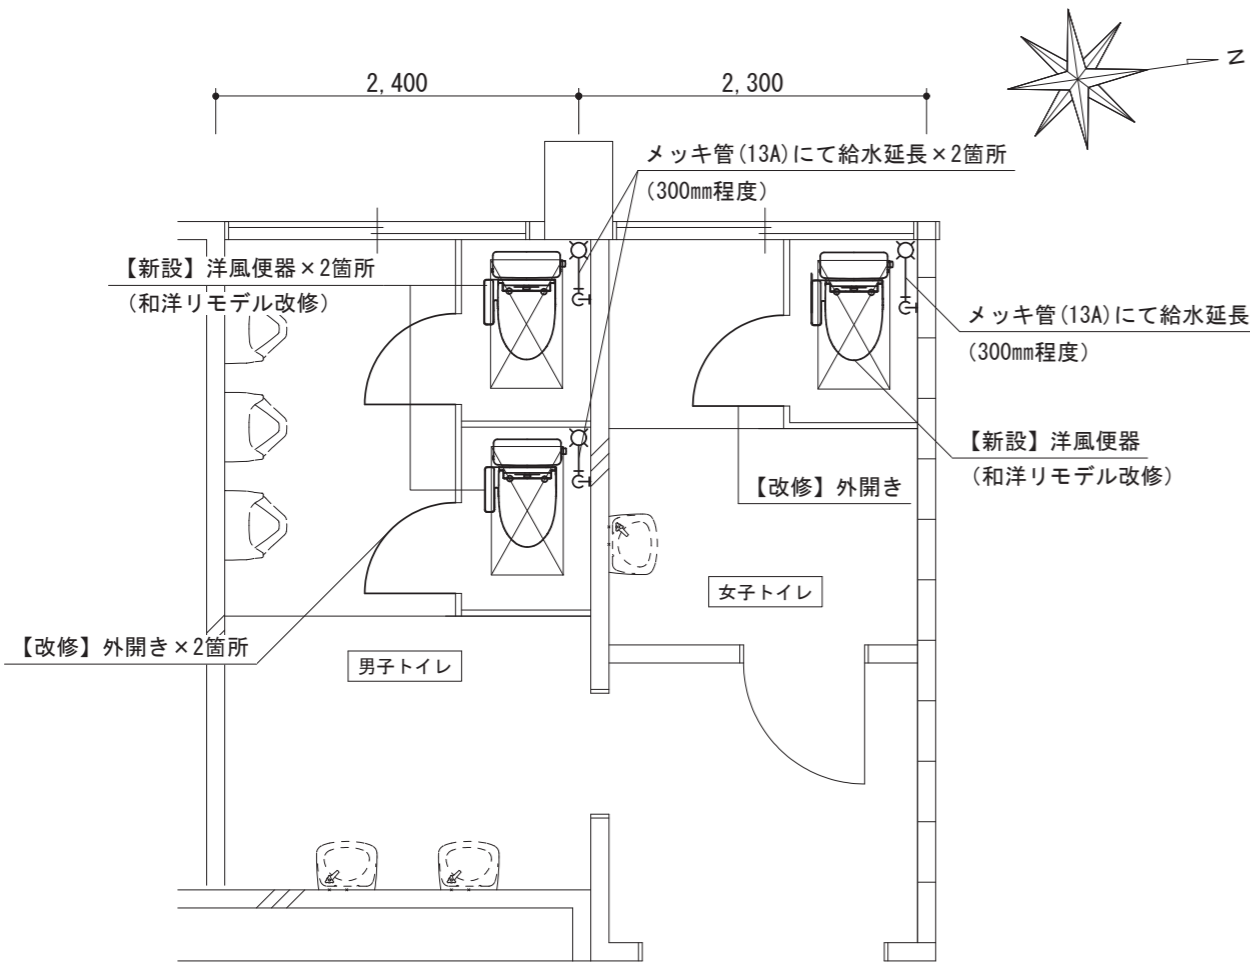 2,400
2,300
N
メッキ管(13A)にて給水延長×2箇所
(300mm程度)
【新設】洋風便器×2箇所
(和洋リモデル改修)
メッキ管(13A)にて給水延長
(300mm程度)
【新設】洋風便器
(和洋リモデル改修)
【改修】外開き
女子トイレ
【改修】外開き×2箇所
男子トイレ